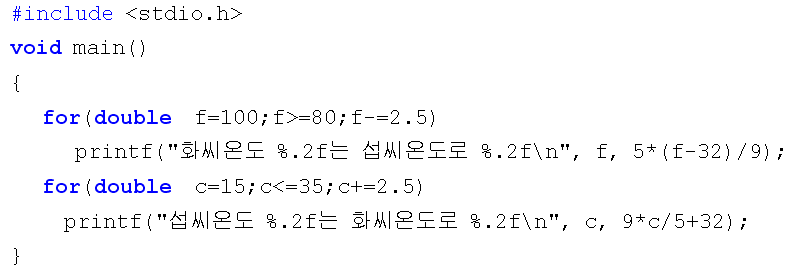 #include <stdio.h>
void main()
{
for(double f=100;f>=80;f-=2.5)
printf("화씨온도 %.2f는 섭씨온도로 %.2f\n", f, 5*(f-32)/9);
for(double c=15;c<=35;c+=2.5)
printf("섭씨온도 %.2f는 화씨온도로 %.2f\n", c, 9*c/5+32);
}